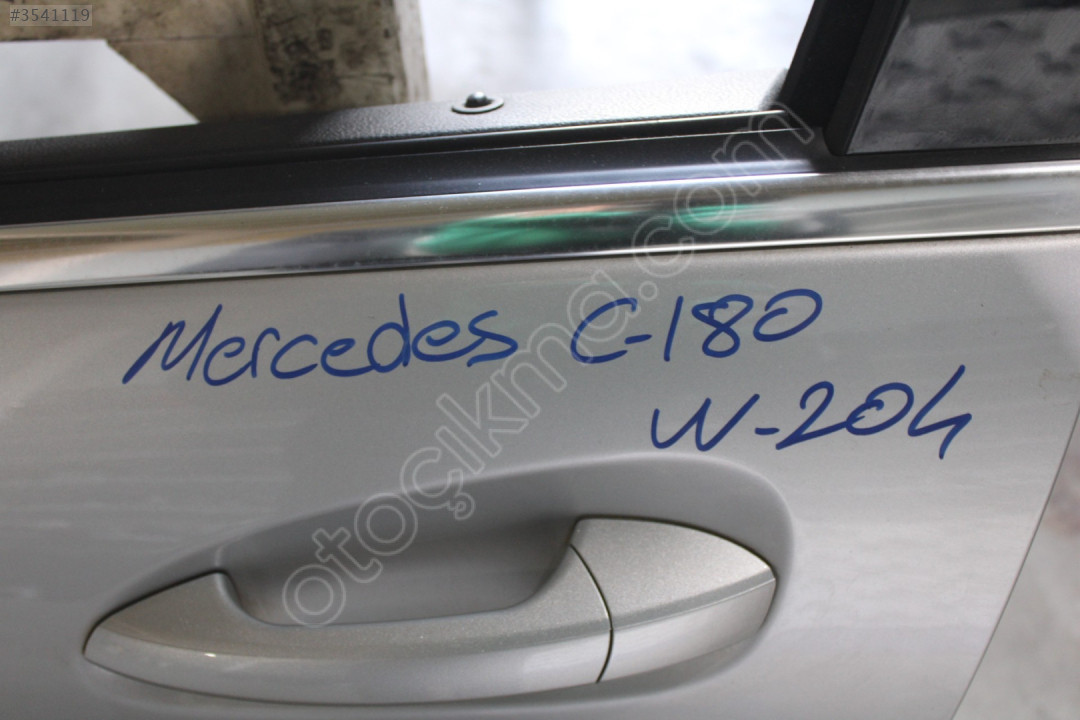 #3541119
Mercedes C-180
W-204
otoçıkma.com